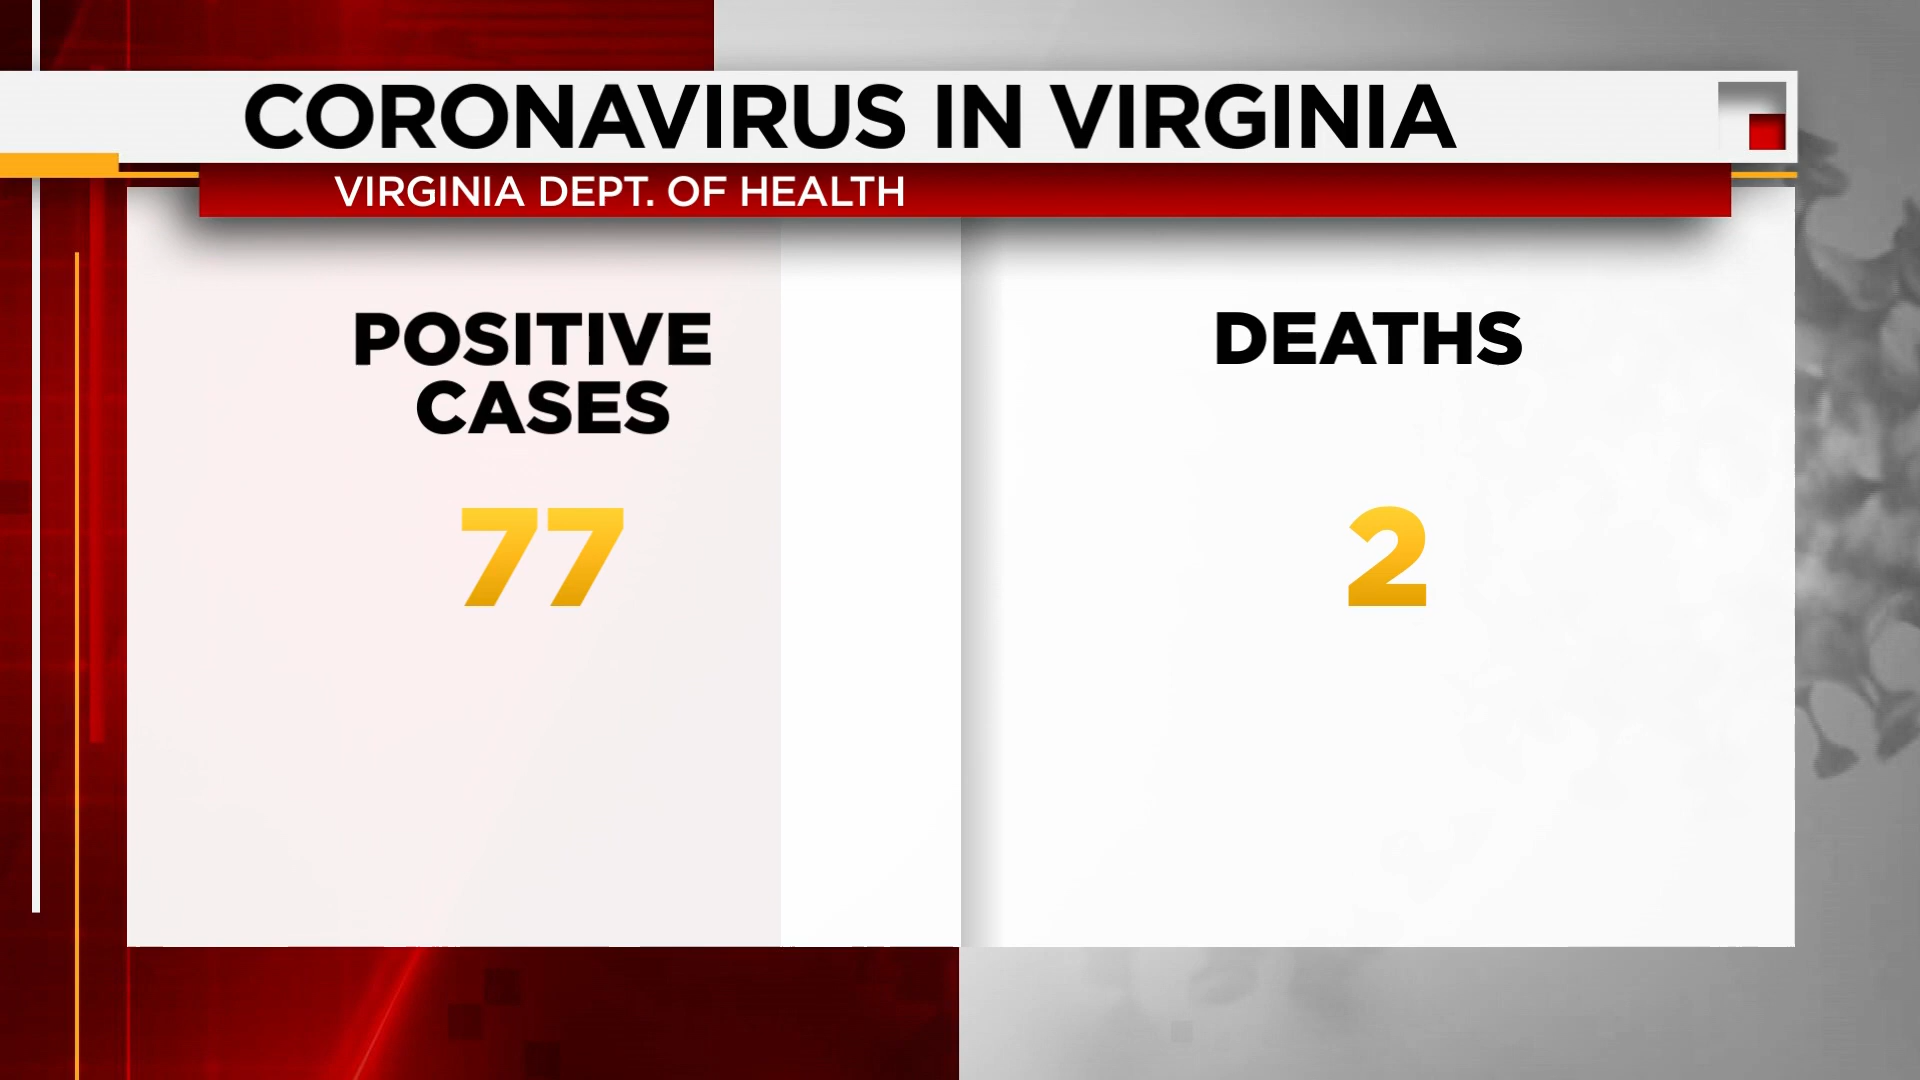 CORONAVIRUS IN VIRGINIA
VIRGINIA DEPT. OF HEALTH
POSITIVE
CASES
77
DEATHS
2